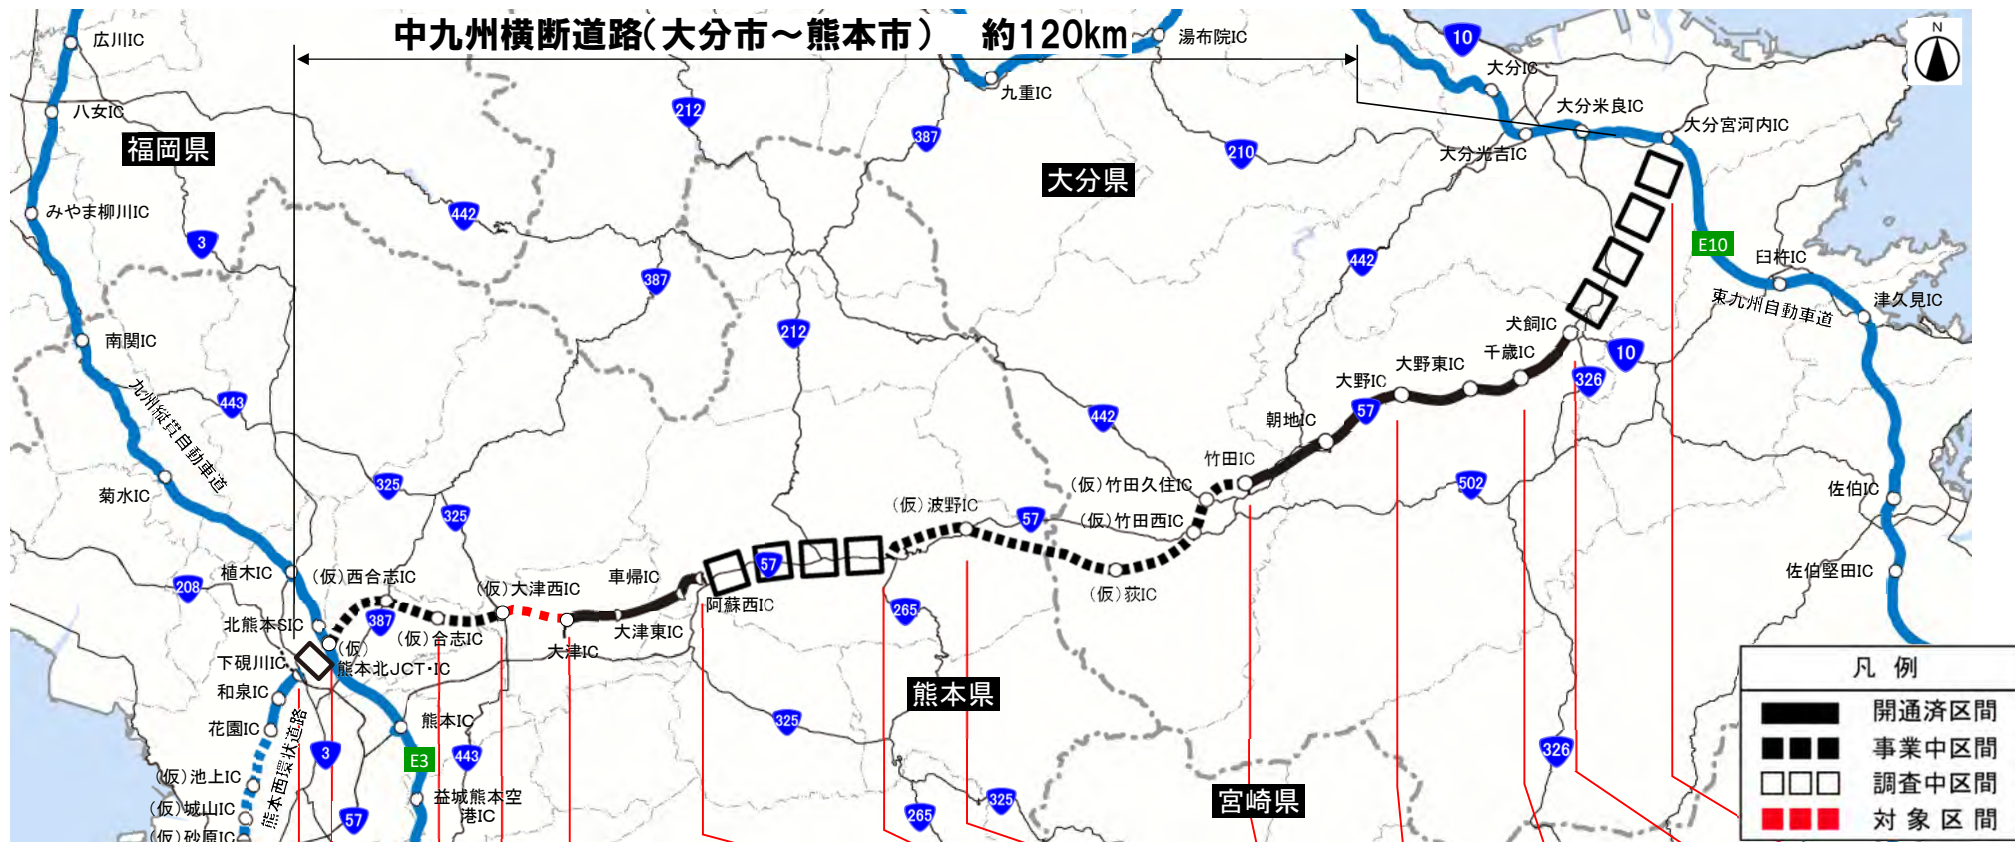 中九州横断道路(大分市～熊本市) 約120km
広川IC
八女IC
福岡県
みやま柳川IC
3
442
212
387
九重IC
湯布院IC
210
大分県
10
大分IC
大分米良IC
大分宮河内IC
大分光吉IC
N
E10
臼杵IC
津久見IC
東九州自動車道
442
387
212
南関IC
九州縦貫自動車道
443
菊水IC
325
325
442
犬飼IC
千歳IC
大野東IC
大野IC
10
326
57
朝地IC
竹田IC
502
佐伯IC
佐伯堅田IC
(仮)竹田久住IC
(仮)竹田西IC
(仮)波野IC
57
(仮)荻IC
植木IC
208
(仮)西合志IC
387
(仮)大津西IC
車帰IC
57
阿蘇西IC
265
北熊本SIC
(仮)合志IC
大津東IC
大津IC
下硯川IC
(仮)
熊本北JCT・IC
和泉IC
花園IC
熊本西環状道路
熊本IC
3
E3
443
325
熊本県
(仮)池上IC
(仮)城山IC
(仮)砂原IC
57
益城熊本空
港IC
265
325
宮崎県
326
凡例
開通済区間
事業中区間
調査中区間
対象区間